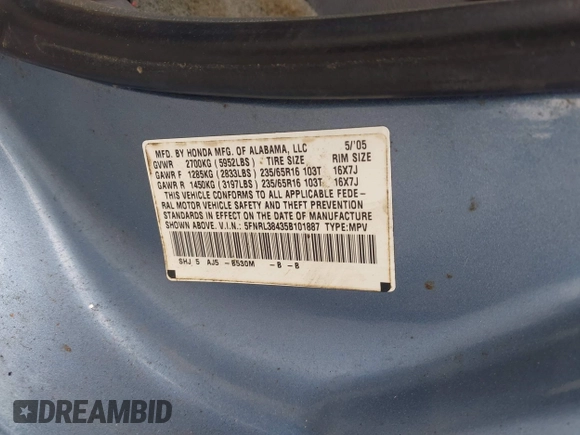 MFD. BY HONDA MFG. OF ALABAMA, LLC 5/'05
GVWR 2700KG (5952LBS) TIRE SIZE RIM SIZE
GAWR F 1285KG (2833LBS) 235/65R16 103T 16X7J
GAWR R 1450KG (3197LBS) 235/65R16 103T 16X7J
THIS VEHICLE CONFORMS TO ALL APPLICABLE FEDE-
RAL MOTOR VEHICLE SAFETY AND THEFT PREVENTION
STANDARDS IN EFFECT ON THE DATE OF MANUFACTURE
SHOWN ABOVE. V.I.N.: 5FNRL38435B101887 TYPE:MPV
SHJ 5 AJ5 -B530M -B -B
DREAMBID